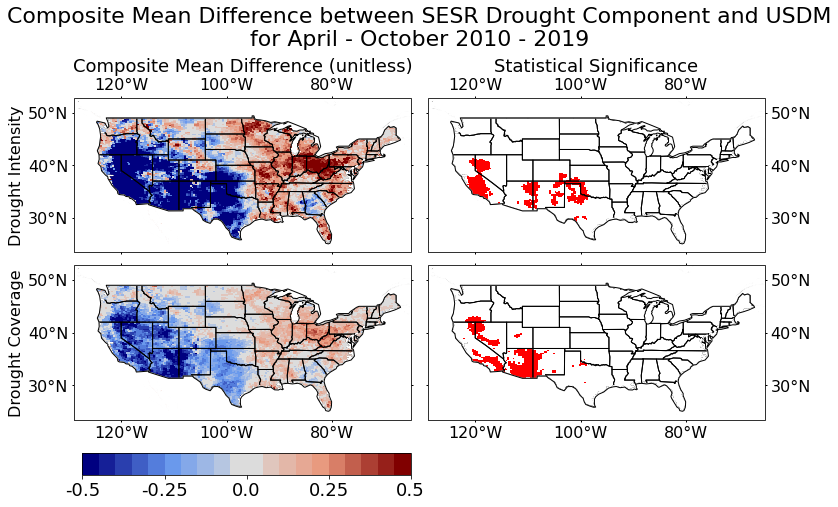 Composite Mean Difference between SESR Drought Component and USDM
for April - October 2010 - 2019
Composite Mean Difference (unitless)
Statistical Significance
120°W 100°W 80°W
120°W 100°W 80°W
Drought Intensity
50°N
40°N
30°N
50°N
40°N
30°N
Drought Coverage
50°N
40°N
30°N
50°N
40°N
30°N
120°W 100°W 80°W
120°W 100°W 80°W
-0.5 -0.25 0.0 0.25 0.5